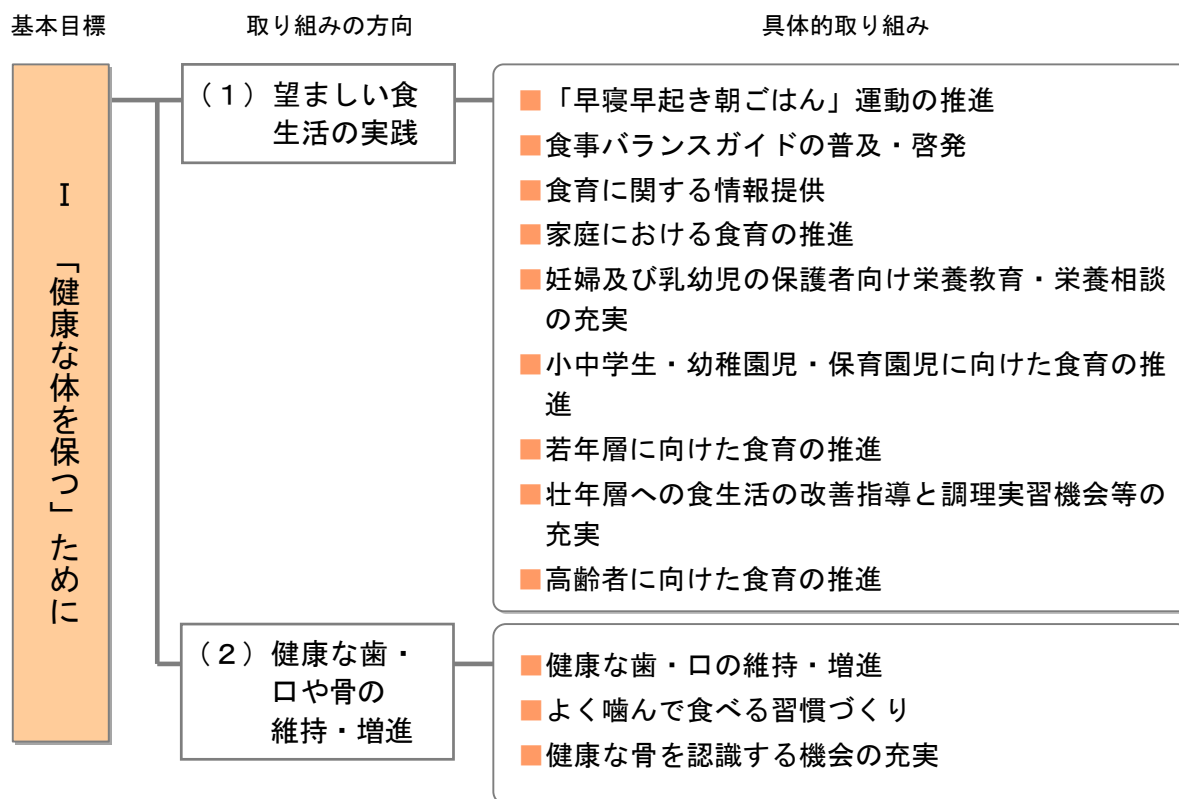 基本目標 取り組みの方向 具体的取り組み
Ⅰ 「健康な体を保つ」ために
（１）望ましい食
生活の実践
■「早寝早起き朝ごはん」運動の推進
■食事バランスガイドの普及・啓発
■食育に関する情報提供
■家庭における食育の推進
■妊婦及び乳幼児の保護者向け栄養教育・栄養相談
の充実
■小中学生・幼稚園児・保育園児に向けた食育の推
進
■若年層に向けた食育の推進
■壮年層への食生活の改善指導と調理実習機会等の
充実
■高齢者に向けた食育の推進
（２）健康な歯・
口や骨の
維持・増進
■健康な歯・口の維持・増進
■よく噛んで食べる習慣づくり
■健康な骨を認識する機会の充実